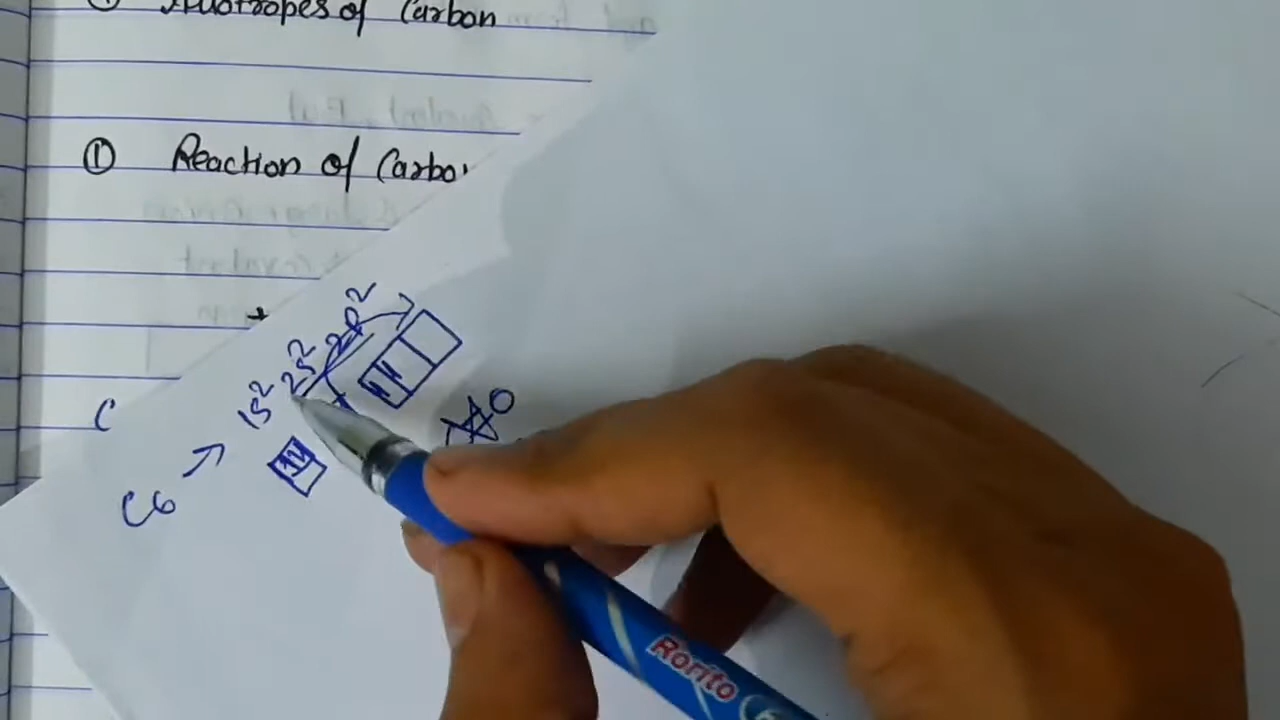 Allotropes of Carbon
① Reaction of Carbo
C
C6 → 1s² 2s² 2p²
Rorito